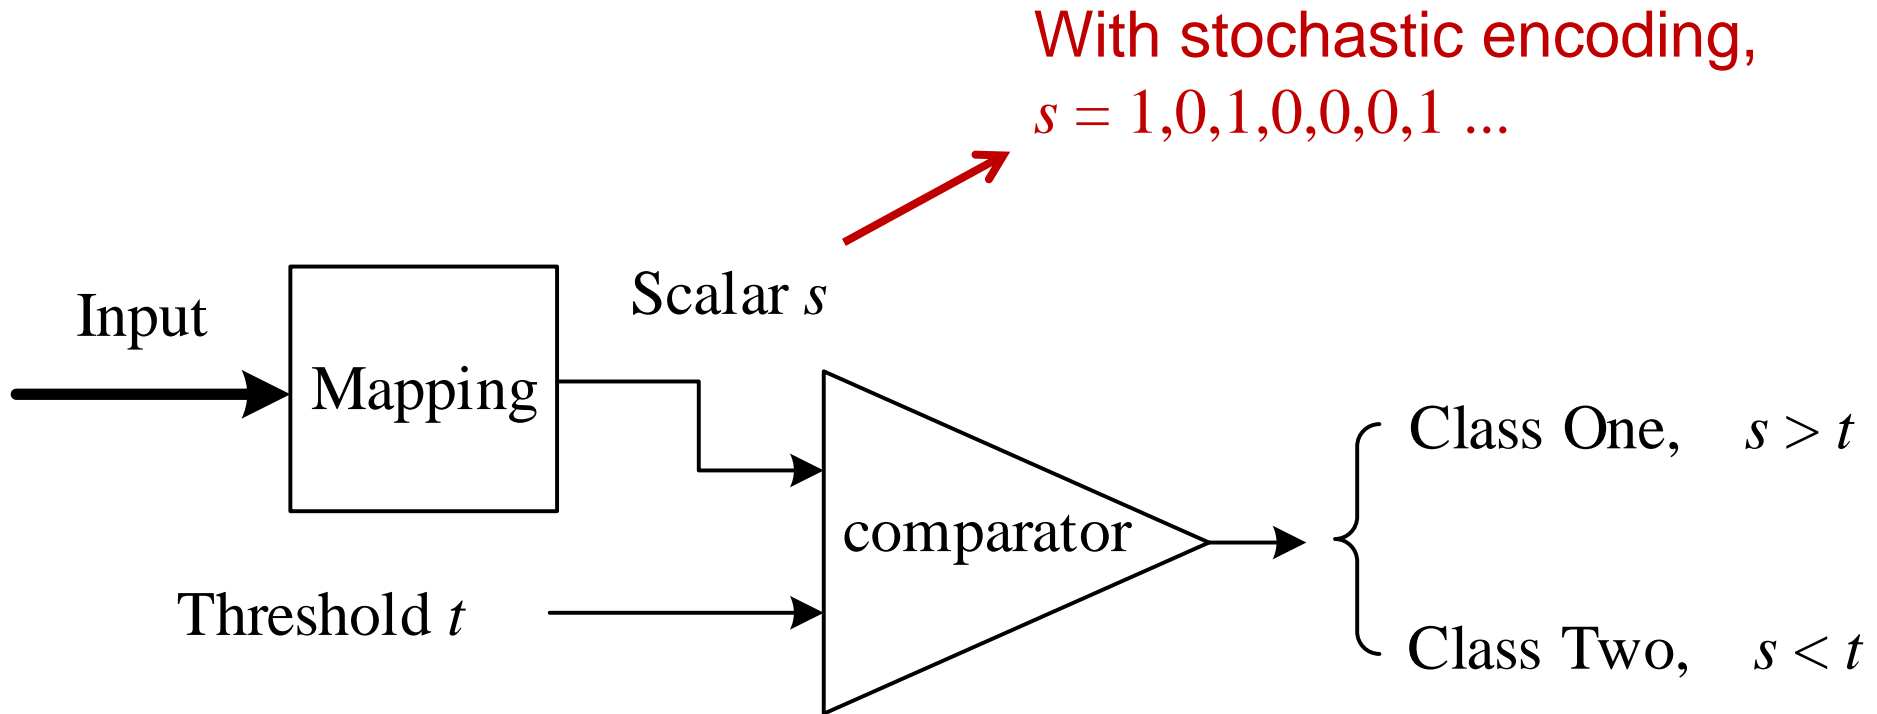 With stochastic encoding,
s = 1,0,1,0,0,0,1 ...
Input
Mapping
Scalar s
Threshold t
comparator
Class One, s > t
Class Two, s < t